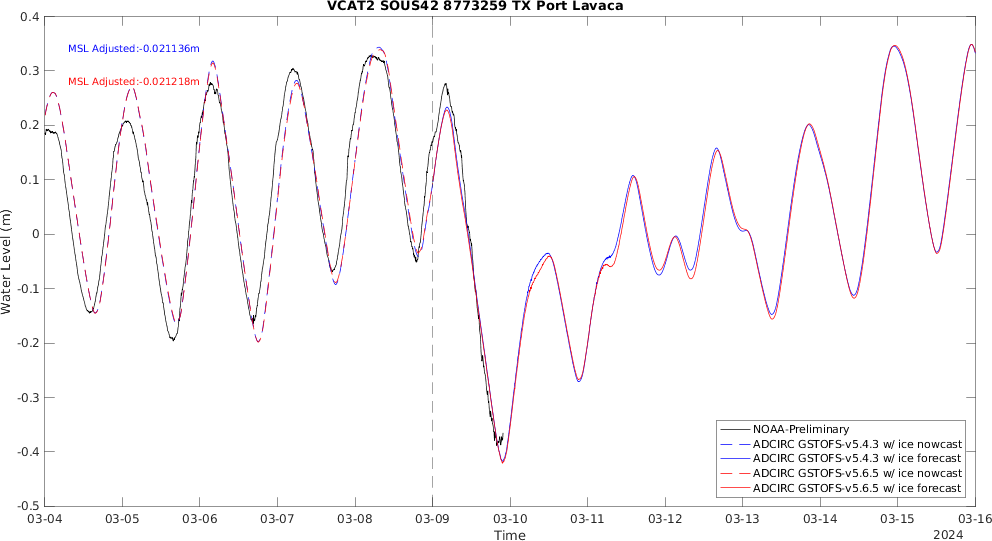 VCAT2 SOUS42 8773259 TX Port Lavaca
MSL Adjusted:-0.021136m
MSL Adjusted:-0.021218m
Water Level (m)
0.4
0.3
0.2
0.1
0
-0.1
-0.2
-0.3
-0.4
-0.5
NOAA-Preliminary
ADCIRC GSTOFS-v5.4.3 w/ ice nowcast
ADCIRC GSTOFS-v5.4.3 w/ ice forecast
ADCIRC GSTOFS-v5.6.5 w/ ice nowcast
ADCIRC GSTOFS-v5.6.5 w/ ice forecast
03-04 03-05 03-06 03-07 03-08 03-09 03-10 03-11 03-12 03-13 03-14 03-15 03-16
Time
2024